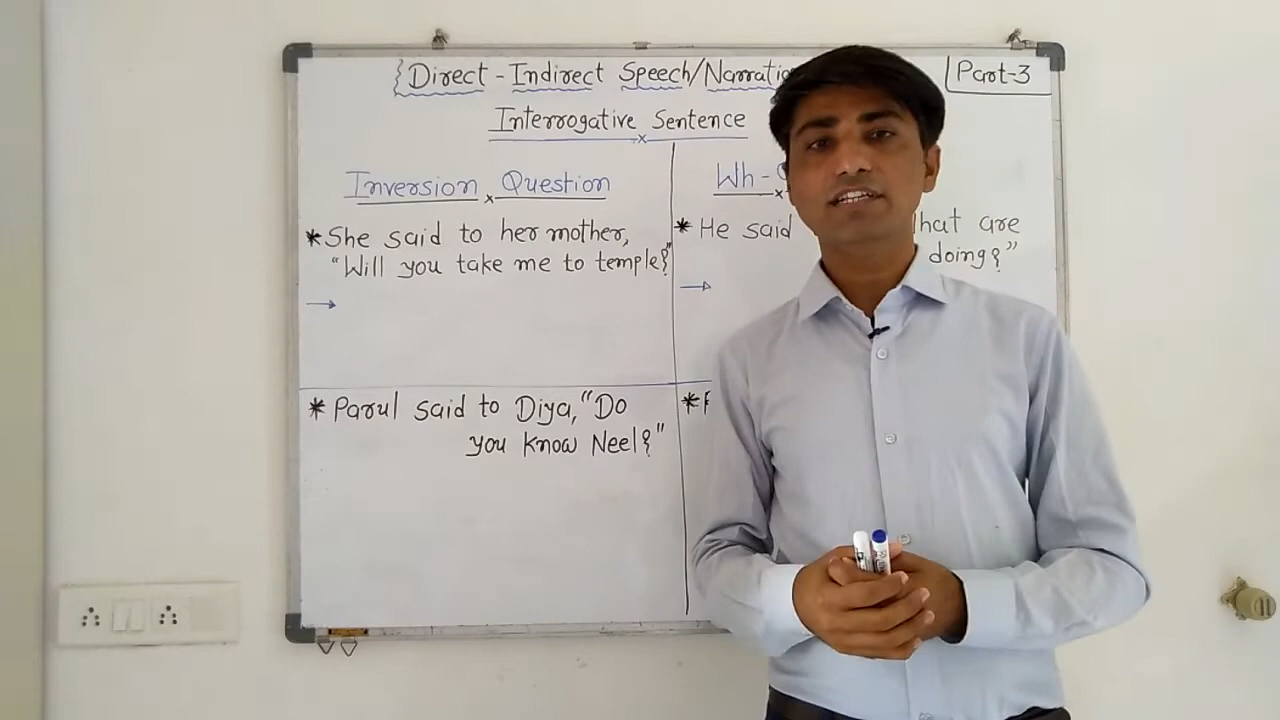 Direct - Indirect Speech/Narration
Part-3
Interrogative Sentence
Inversion Question
* She said to her mother,
"Will you take me to temple?"
→
* Parul said to Diya, "Do
you know Neel?"
Wh-
* He said are
doing?"
→
*